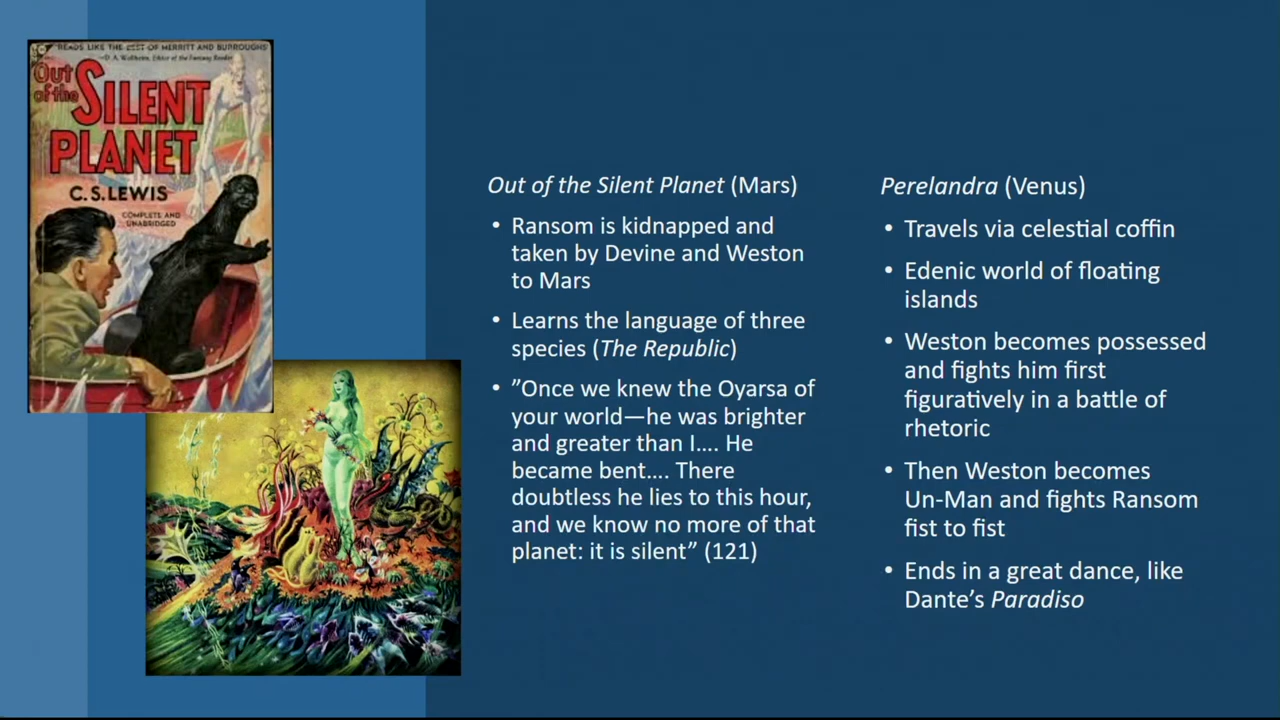 READS LIKE THE BEST OF MERRITT AND BURROUGHS
—D. A. Wollheim, Editor of the Fantasy Reader
Out
of the
SILENT
PLANET
C. S. LEWIS
COMPLETE AND
UNABRIDGED
Out of the Silent Planet (Mars)
• Ransom is kidnapped and
taken by Devine and Weston
to Mars
• Learns the language of three
species (The Republic)
• ”Once we knew the Oyarsa of
your world—he was brighter
and greater than I.... He
became bent.... There
doubtless he lies to this hour,
and we know no more of that
planet: it is silent” (121)
Perelandra (Venus)
• Travels via celestial coffin
• Edenic world of floating
islands
• Weston becomes possessed
and fights him first
figuratively in a battle of
rhetoric
• Then Weston becomes
Un-Man and fights Ransom
fist to fist
• Ends in a great dance, like
Dante’s Paradiso